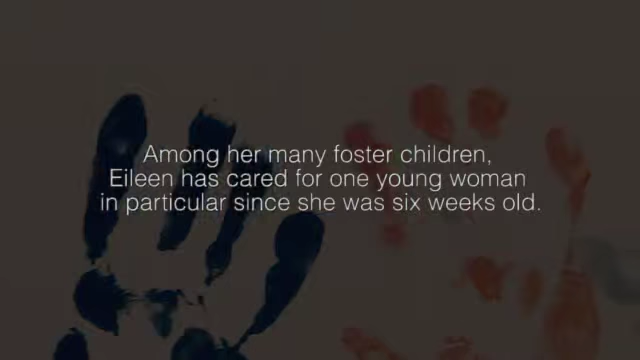 Among her many foster children,
Eileen has cared for one young woman
in particular since she was six weeks old.